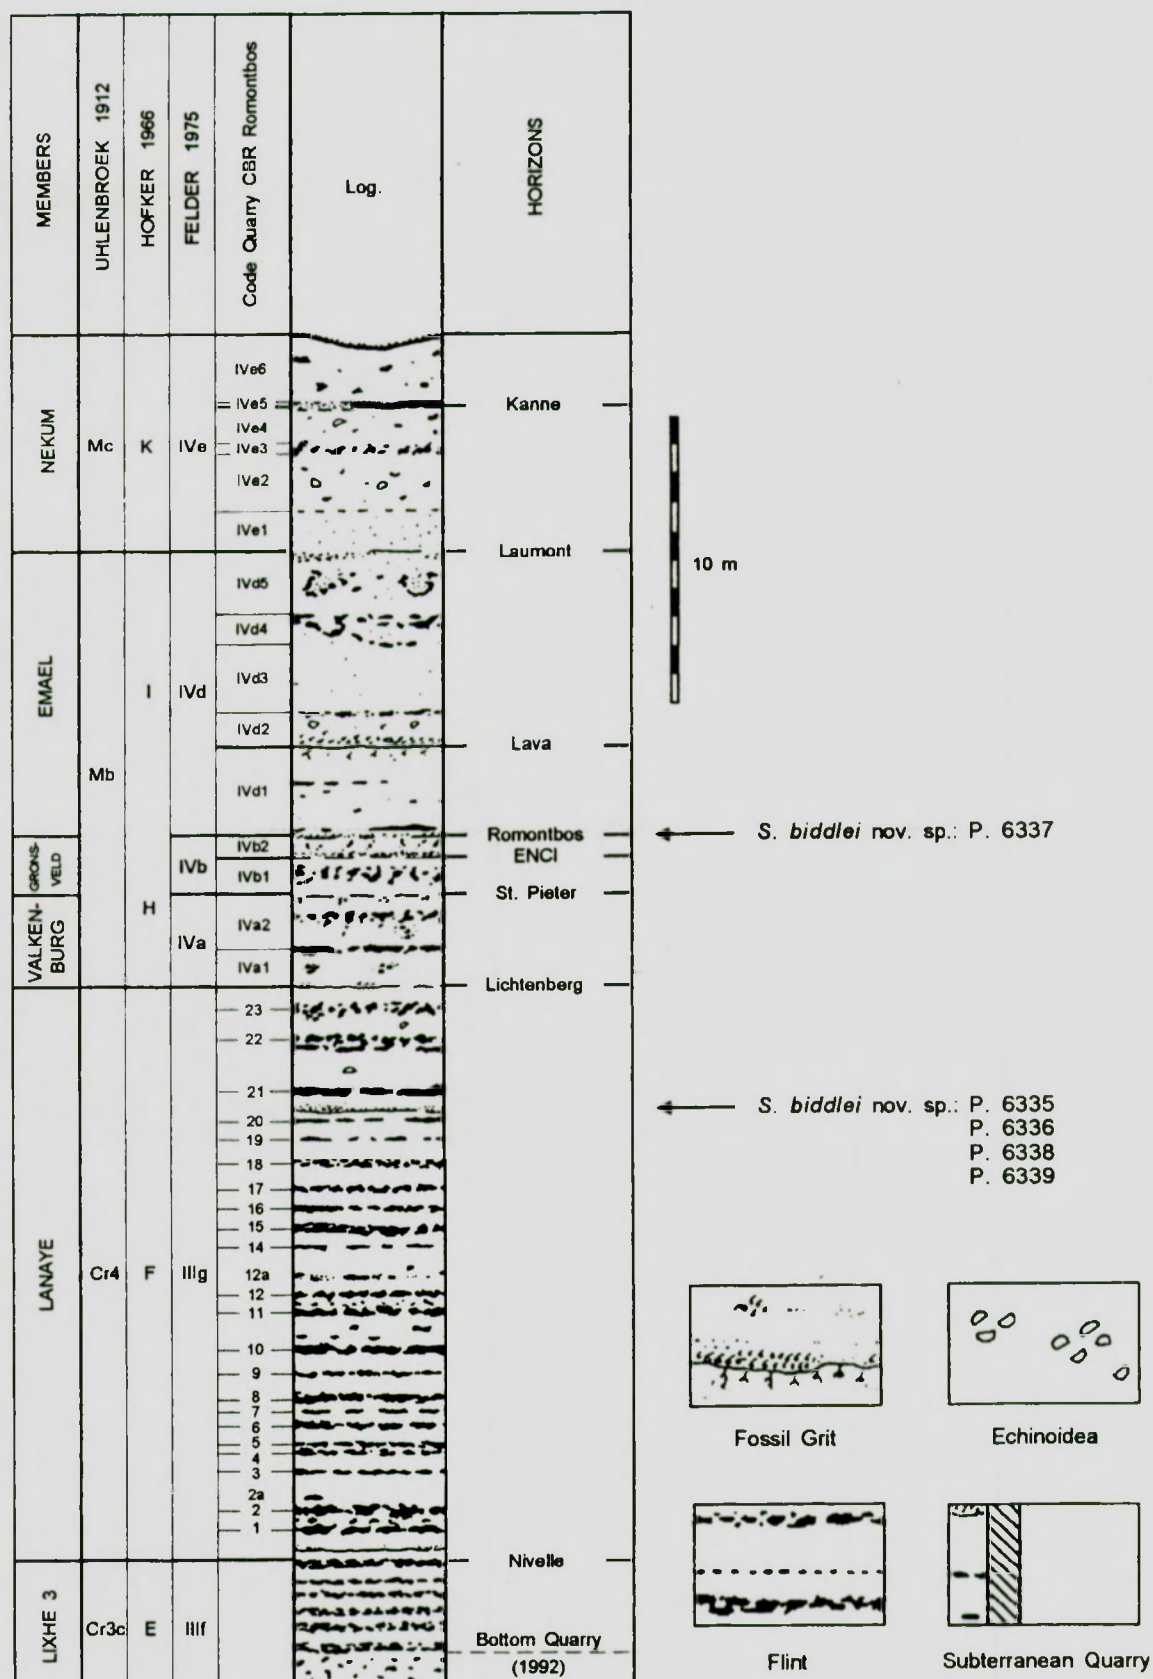 MEMBERS
UHLENBROEK 1912
HOFKER 1966
FELDER 1975
Code Quarry CBR Romontbos
Log.
HORIZONS
NEKUM
Mc
K
IVe
IVe6
IVe5
IVe4
IVe3
IVe2
IVe1
Kanne
Laumont
EMAEL
Mb
I
IVd
IVd5
IVd4
IVd3
IVd2
IVd1
Lava
Romontbos
GRONS-
VELD
IVb
IVb2
IVb1
ENCI
St. Pieter
VALKEN-
BURG
H
IVa
IVa2
IVa1
Lichtenberg
LANAYE
Cr4
F
IIIg
23
22
21
20
19
18
17
16
15
14
12a
12
11
10
9
8
7
6
5
4
3
2a
2
1
Nivelle
LIXHE 3
Cr3c
E
IIIf
Bottom Quarry
(1992)
10 m
S. biddlei nov. sp.: P. 6337
S. biddlei nov. sp.: P. 6335
P. 6336
P. 6338
P. 6339
Fossil Grit
Echinoidea
Flint
Subterranean Quarry